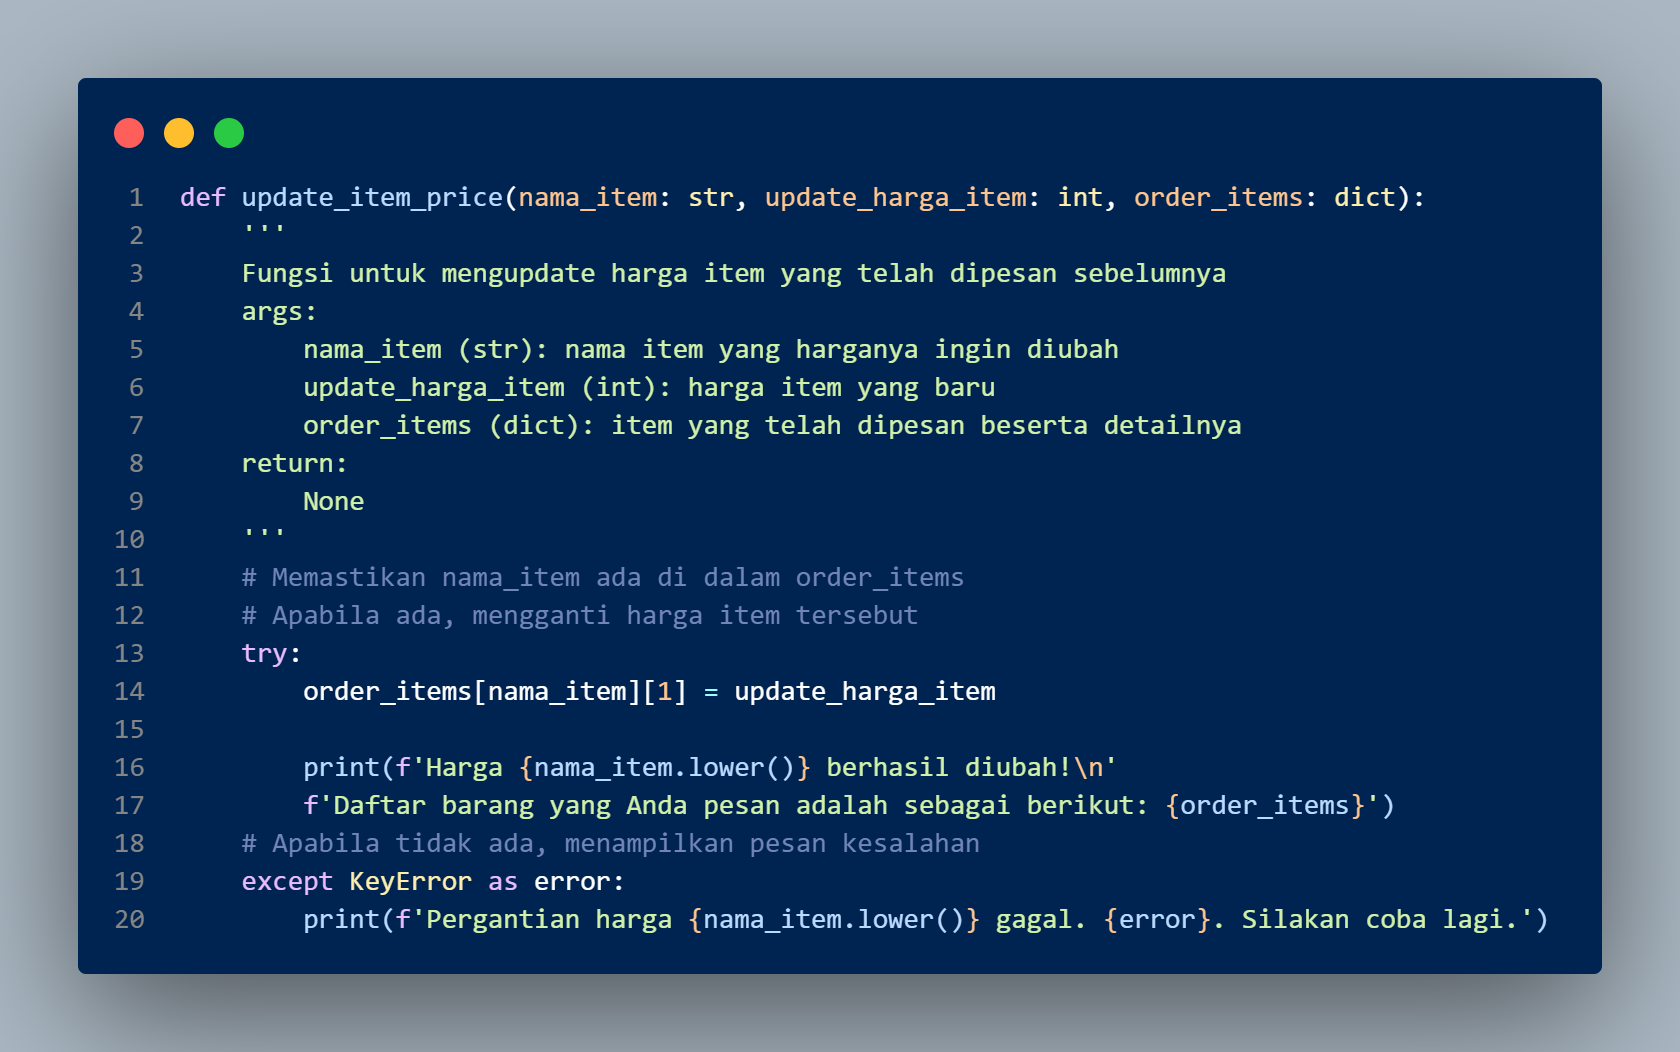 1 def update_item_price(nama_item: str, update_harga_item: int, order_items: dict):
2     '''
3     Fungsi untuk mengupdate harga item yang telah dipesan sebelumnya
4     args:
5         nama_item (str): nama item yang harganya ingin diubah
6         update_harga_item (int): harga item yang baru
7         order_items (dict): item yang telah dipesan beserta detailnya
8     return:
9         None
10     '''
11     # Memastikan nama_item ada di dalam order_items
12     # Apabila ada, mengganti harga item tersebut
13     try:
14         order_items[nama_item][1] = update_harga_item
15
16         print(f'Harga {nama_item.lower()} berhasil diubah!\n'
17         f'Daftar barang yang Anda pesan adalah sebagai berikut: {order_items}')
18     # Apabila tidak ada, menampilkan pesan kesalahan
19     except KeyError as error:
20         print(f'Pergantian harga {nama_item.lower()} gagal. {error}. Silakan coba lagi.')